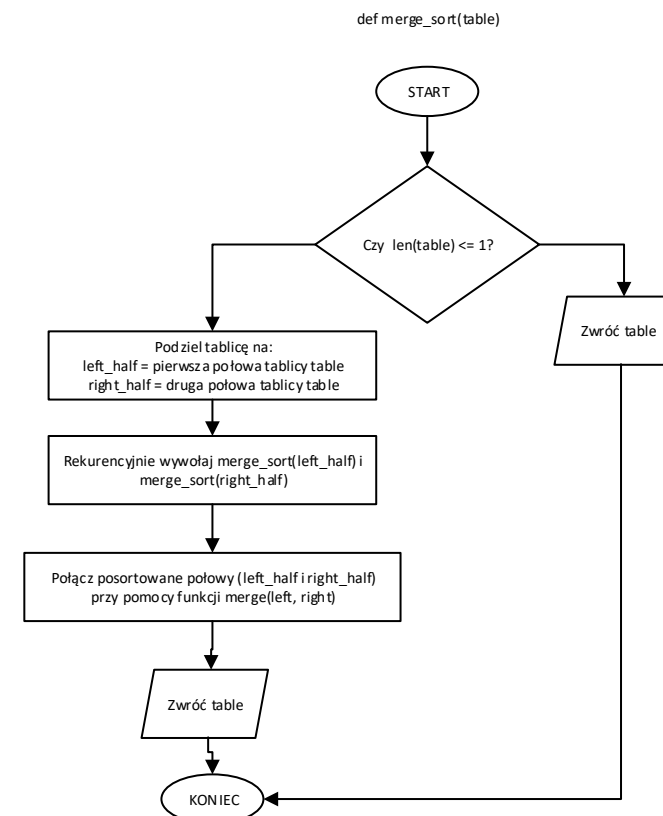 def merge_sort(table)
START
Czy len(table) <= 1?
Zwróć table
Podziel tablicę na:
left_half = pierwsza połowa tablicy table
right_half = druga połowa tablicy table
Rekurencyjnie wywołaj merge_sort(left_half) i
merge_sort(right_half)
Połącz posortowane połowy (left_half i right_half)
przy pomocy funkcji merge(left, right)
Zwróć table
KONIEC